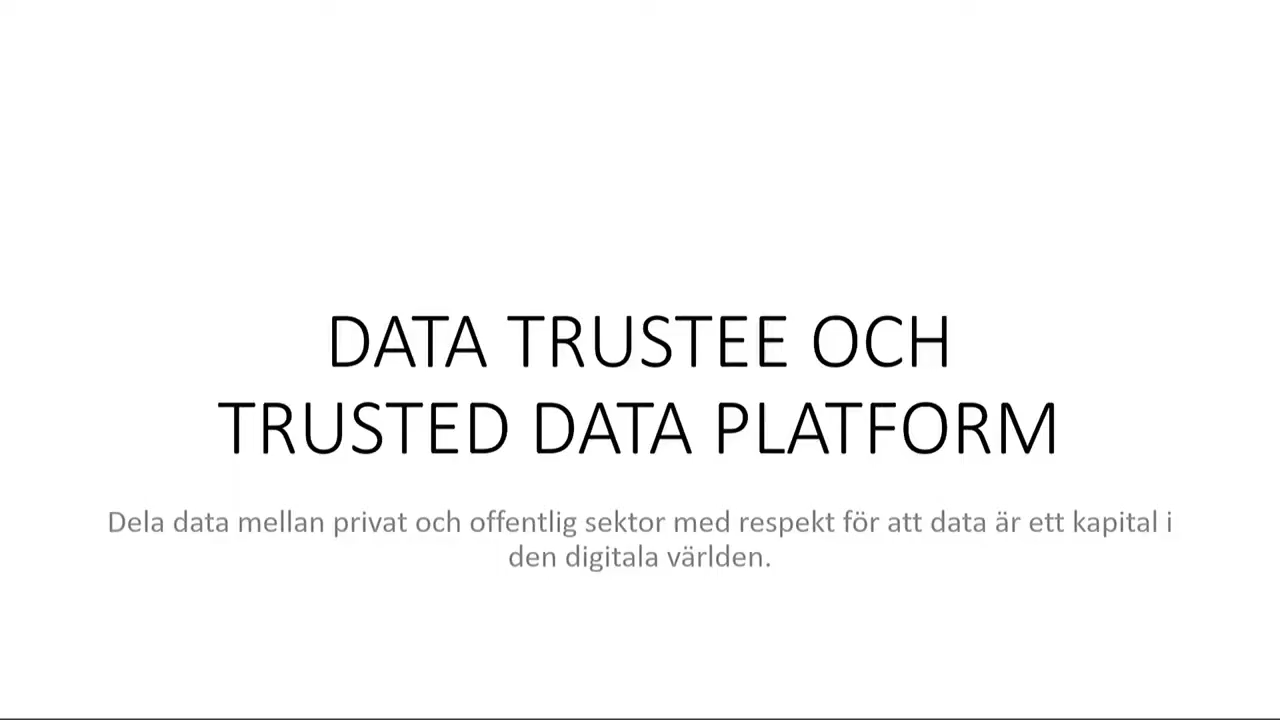 DATA TRUSTEE OCH
TRUSTED DATA PLATFORM
Dela data mellan privat och offentlig sektor med respekt för att data är ett kapital i
den digitala världen.